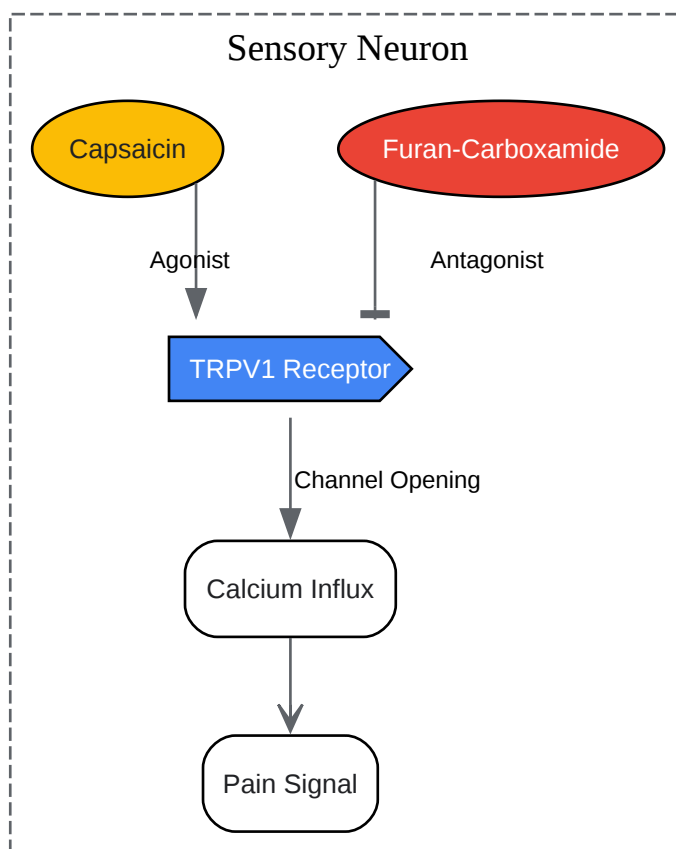 Sensory Neuron
Capsaicin
Furan-Carboxamide
Agonist
Antagonist
TRPV1 Receptor
Channel Opening
Calcium Influx
Pain Signal